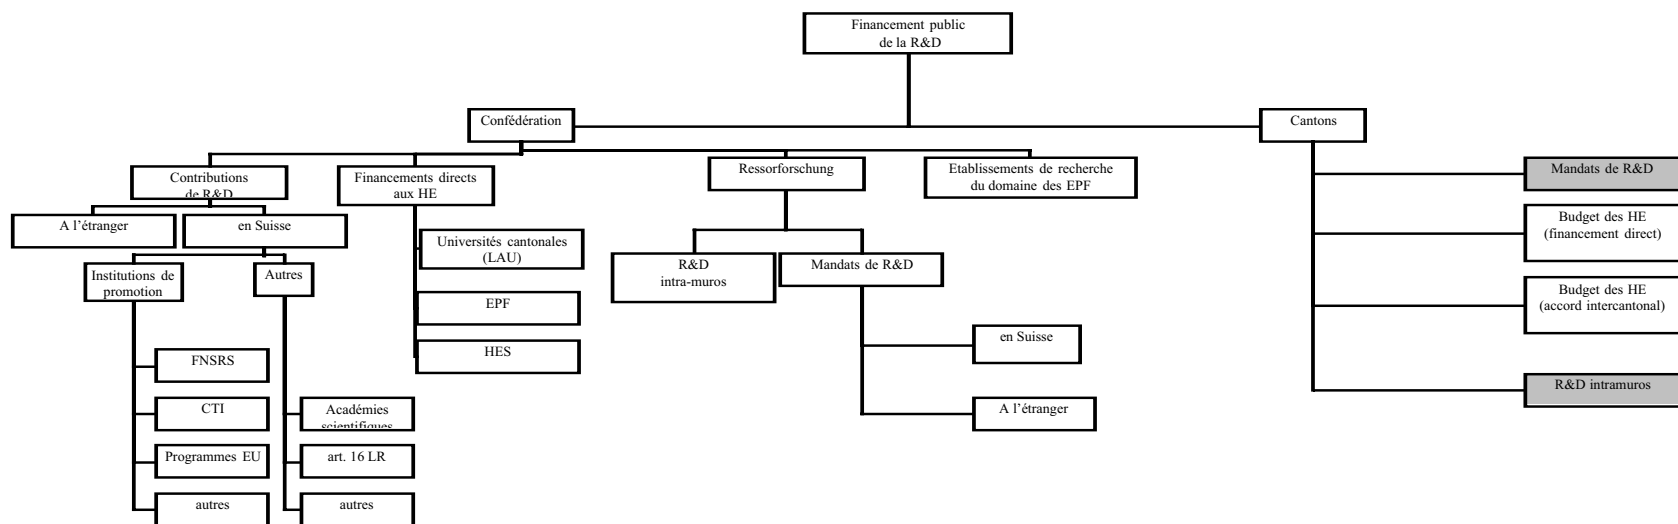 Financement public
de la R&D
Confédération
Cantons
Contributions
de R&D
Financements directs
aux HE
Ressorforschung
Etablissements de recherche
du domaine des EPF
Mandats de R&D
A l'étranger
en Suisse
Budget des HE
(financement direct)
Universités cantonales
(LAU)
R&D
intra-muros
Mandats de R&D
Institutions de
promotion
Autres
EPF
Budget des HE
(accord intercantonal)
HES
en Suisse
FNSRS
R&D intramuros
CTI
Académies
scientifiques
A l'étranger
Programmes EU
art. 16 LR
autres
autres